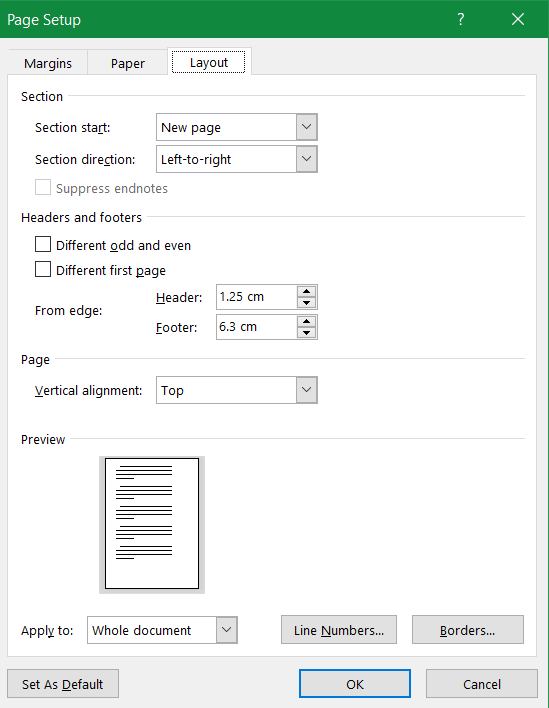 Page Setup ?
Margins Paper Layout
Section
Section start: New page
Section direction: Left-to-right
Suppress endnotes
Headers and footers
Different odd and even
Different first page
From edge:
Header: 1.25 cm
Footer: 6.3 cm
Page
Vertical alignment: Top
Preview
Apply to: Whole document Line Numbers... Borders...
Set As Default OK Cancel